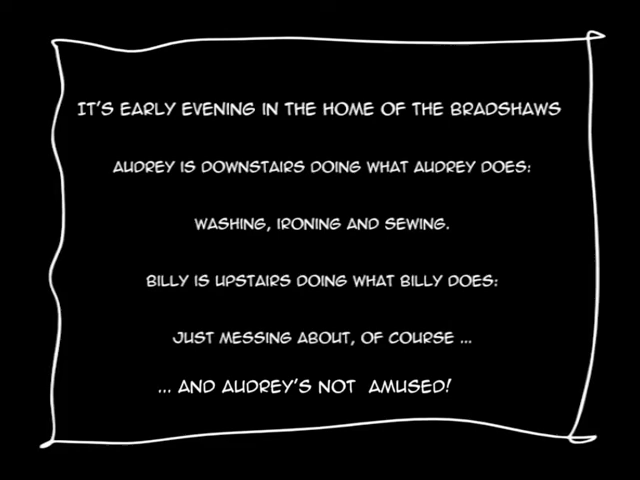 IT'S EARLY EVENING IN THE HOME OF THE BRADSHAWS
AUDREY IS DOWNSTAIRS DOING WHAT AUDREY DOES:
WASHING, IRONING AND SEWING.
BILLY IS UPSTAIRS DOING WHAT BILLY DOES:
JUST MESSING ABOUT, OF COURSE ...
... AND AUDREY'S NOT AMUSED!